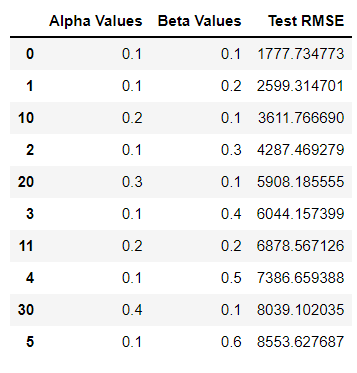 Alpha Values Beta Values Test RMSE
0 0.1 0.1 1777.734773
1 0.1 0.2 2599.314701
10 0.2 0.1 3611.766690
2 0.1 0.3 4287.469279
20 0.3 0.1 5908.185555
3 0.1 0.4 6044.157399
11 0.2 0.2 6878.567126
4 0.1 0.5 7386.659388
30 0.4 0.1 8039.102035
5 0.1 0.6 8553.627687